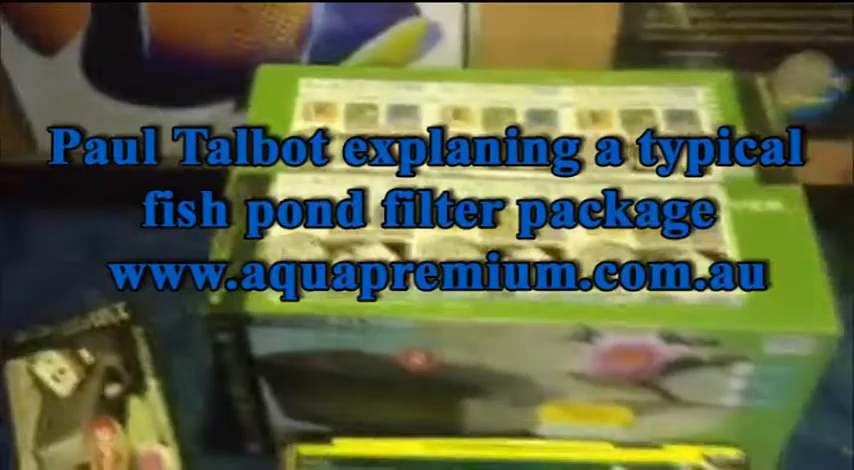 Paul Talbot explaning a typical
fish pond filter package
www.aquapremium.com.au